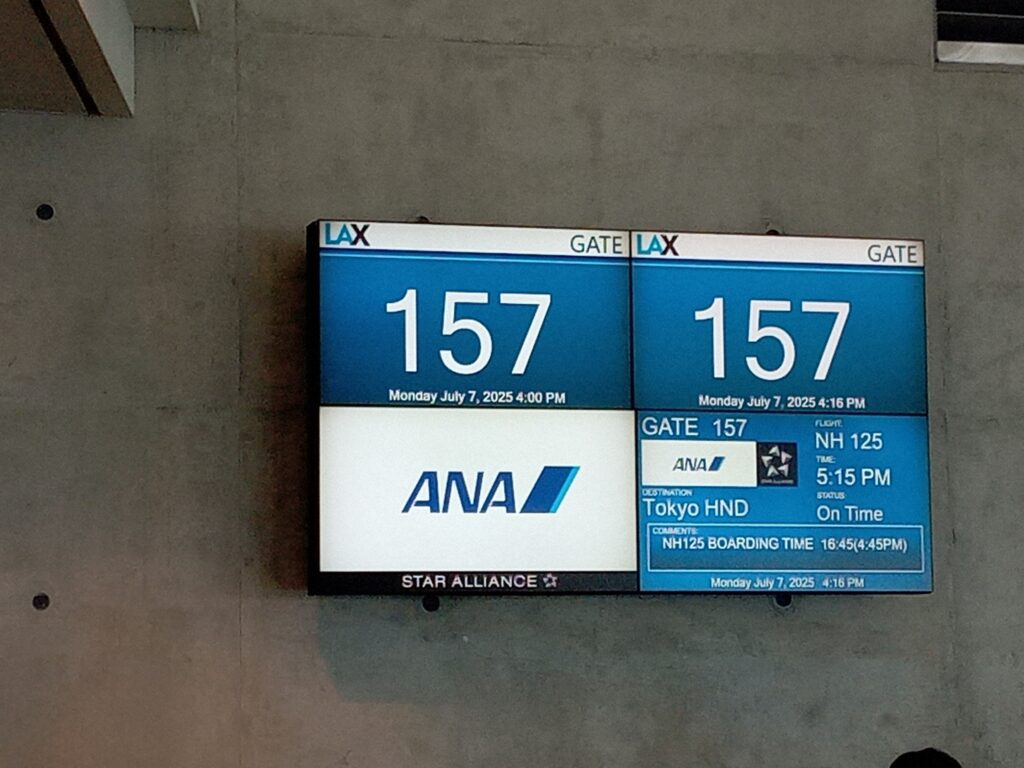 LAX GATE
157
Monday July 7, 2025 4:00 PM
ANA
STAR ALLIANCE
LAX GATE
157
Monday July 7, 2025 4:16 PM
GATE 157
ANA
STAR ALLIANCE
DESTINATION
Tokyo HND
FLIGHT:
NH 125
TIME:
5:15 PM
STATUS
On Time
COMMENTS:
NH125 BOARDING TIME 16:45(4:45PM)
Monday July 7, 2025 4:16 PM